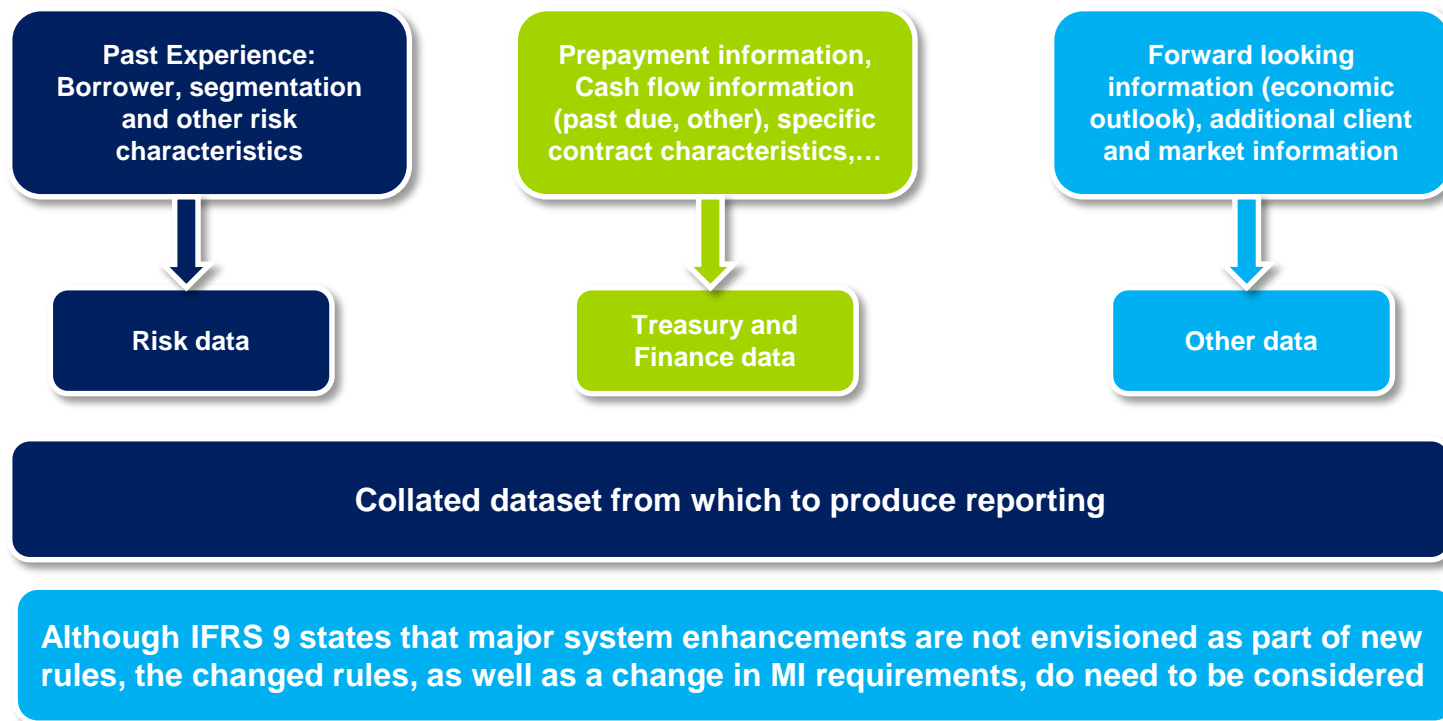 Past Experience:
Borrower, segmentation
and other risk
characteristics
Prepayment information,
Cash flow information
(past due, other), specific
contract characteristics,…
Forward looking
information (economic
outlook), additional client
and market information
Risk data
Treasury and
Finance data
Other data
Collated dataset from which to produce reporting
Although IFRS 9 states that major system enhancements are not envisioned as part of new
rules, the changed rules, as well as a change in MI requirements, do need to be considered